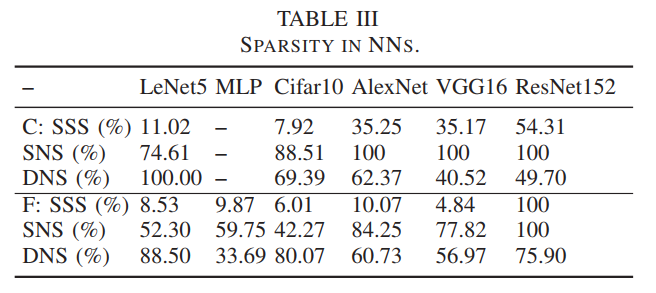 TABLE III
SPARSITY IN NNS.
– LeNet5 MLP Cifar10 AlexNet VGG16 ResNet152
C: SSS (%) 11.02 – 7.92 35.25 35.17 54.31
SNS (%) 74.61 – 88.51 100 100 100
DNS (%) 100.00 – 69.39 62.37 40.52 49.70
F: SSS (%) 8.53 9.87 6.01 10.07 4.84 100
SNS (%) 52.30 59.75 42.27 84.25 77.82 100
DNS (%) 88.50 33.69 80.07 60.73 56.97 75.90